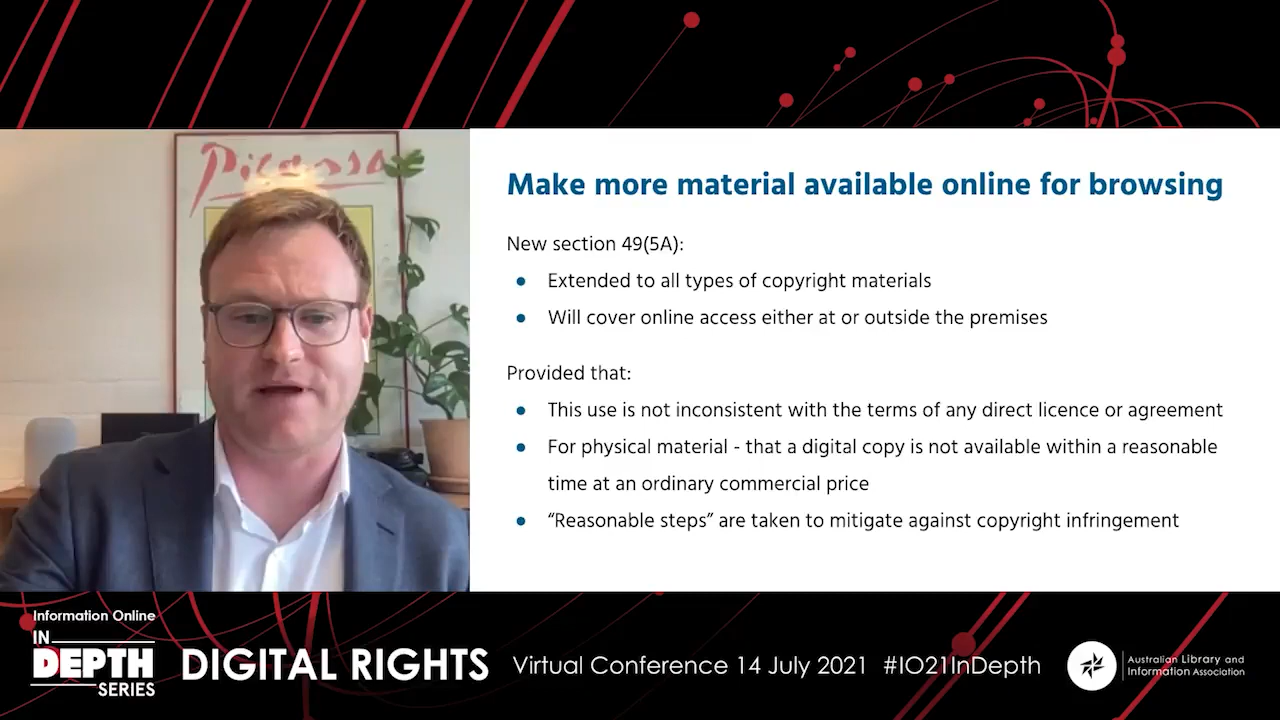 Picasso
Make more material available online for browsing
New section 49(5A):
Extended to all types of copyright materials
Will cover online access either at or outside the premises
Provided that:
This use is not inconsistent with the terms of any direct licence or agreement
For physical material - that a digital copy is not available within a reasonable
time at an ordinary commercial price
“Reasonable steps” are taken to mitigate against copyright infringement
Information Online
IN
DEPTH
SERIES
DIGITAL RIGHTS
Virtual Conference 14 July 2021 #IO21InDepth
Australian Library and
Information Association